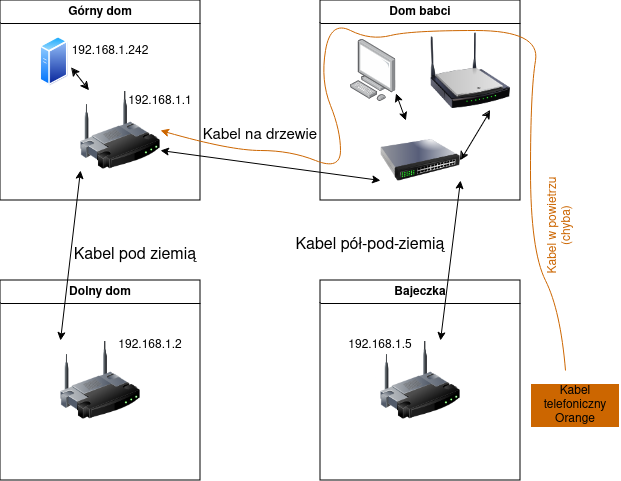 Górny dom
Dom babci
192.168.1.242
192.168.1.1
Kabel na drzewie
Kabel w powietrzu
(chyba)
Kabel pod ziemią
Kabel pół-pod-ziemią
Dolny dom
Bajeczka
192.168.1.2
192.168.1.5
Kabel
telefoniczny
Orange